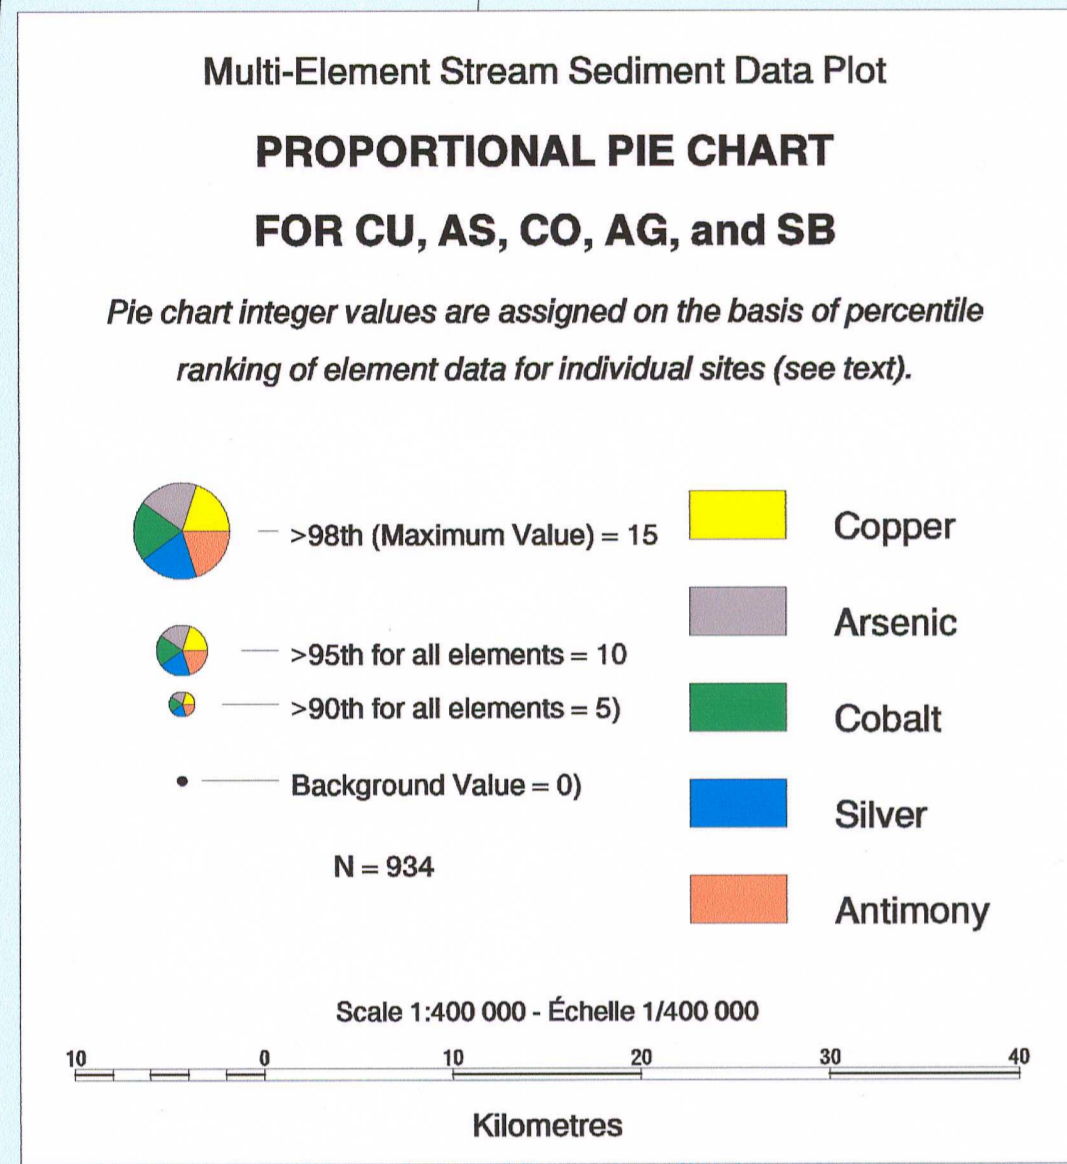 Multi-Element Stream Sediment Data Plot
PROPORTIONAL PIE CHART
FOR CU, AS, CO, AG, and SB
Pie chart integer values are assigned on the basis of percentile
ranking of element data for individual sites (see text).
>98th (Maximum Value) = 15
>95th for all elements = 10
>90th for all elements = 5)
Background Value = 0)
N = 934
Copper
Arsenic
Cobalt
Silver
Antimony
Scale 1:400 000 - Échelle 1/400 000
10 0 10 20 30 40
Kilometres